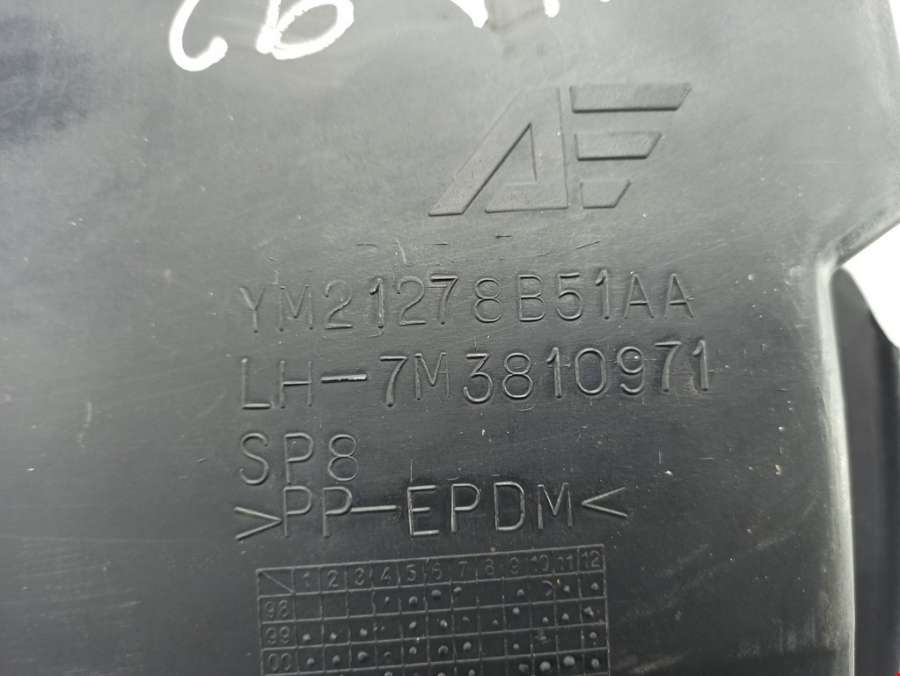 YM21278B51AA
LH-7M3810971
SP8
>PP-EPDM<
1 2 3 4 5 6 7 8 9 10 11 12
98
99
00